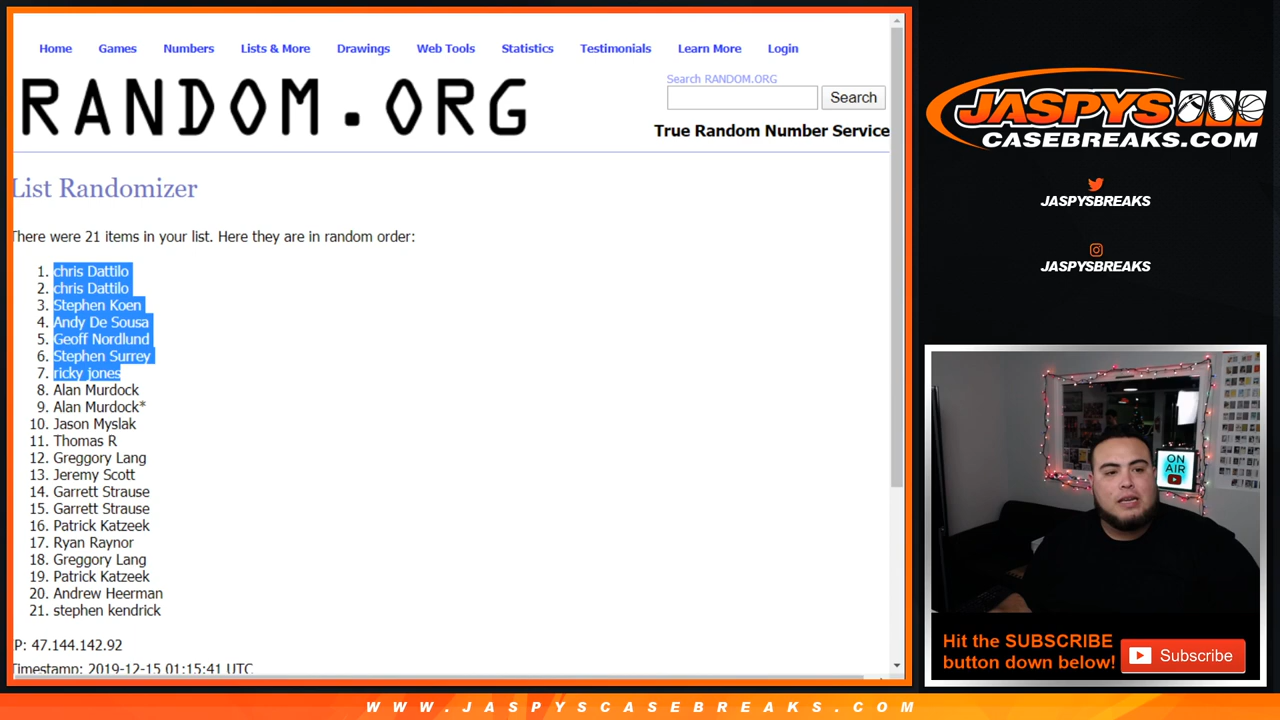 Home Games Numbers Lists & More Drawings Web Tools Statistics Testimonials Learn More Login
RANDOM.ORG
Search RANDOM.ORG
Search
True Random Number Service
List Randomizer
There were 21 items in your list. Here they are in random order:
1. chris Dattilo
2. chris Dattilo
3. Stephen Koen
4. Andy De Sousa
5. Geoff Nordlund
6. Stephen Surrey
7. ricky jones
8. Alan Murdock
9. Alan Murdock*
10. Jason Myslak
11. Thomas R
12. Greggory Lang
13. Jeremy Scott
14. Garrett Strause
15. Garrett Strause
16. Patrick Katzeek
17. Ryan Raynor
18. Greggory Lang
19. Patrick Katzeek
20. Andrew Heerman
21. stephen kendrick
P: 47.144.142.92
Timestamp: 2019-12-15 01:15:41 UTC
JASPYS
CASEBREAKS.COM
JASPYSBREAKS
JASPYSBREAKS
ON
AIR
Hit the SUBSCRIBE
button down below!
Subscribe
WWW.JASPYSCASEBREAKS.COM